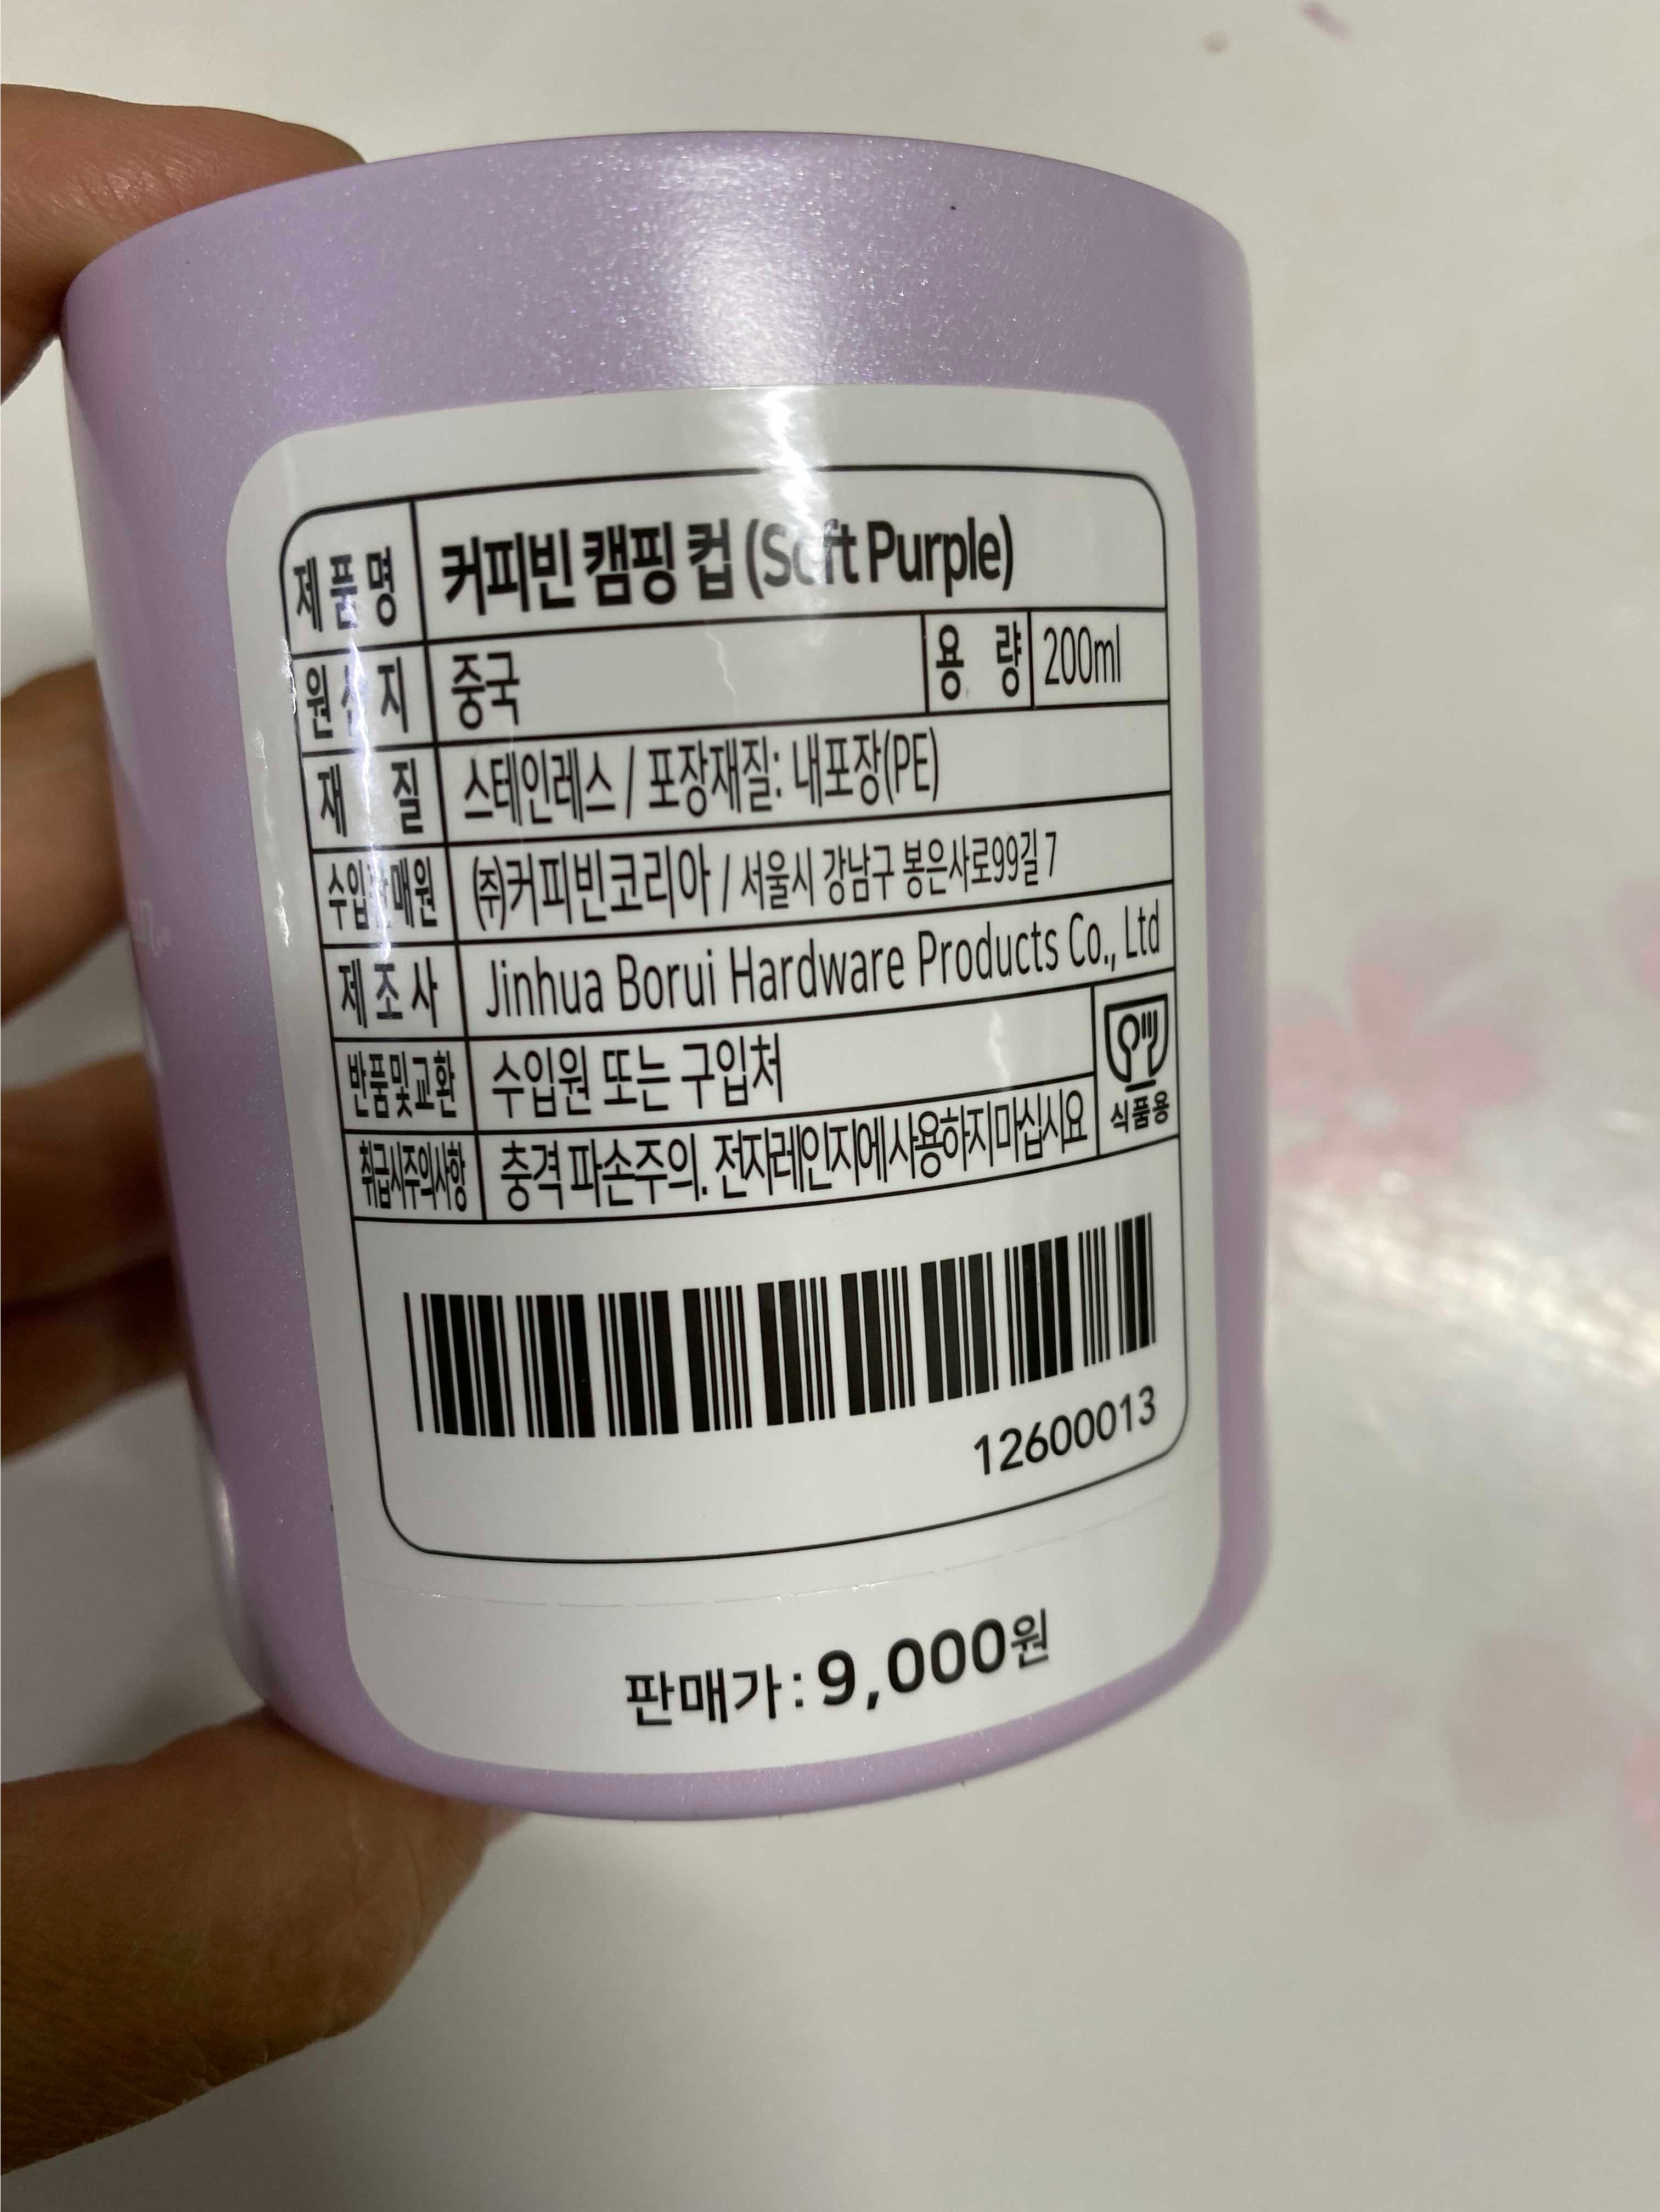 제품명 커피빈 캠핑 컵 (Soft Purple)
원산지 중국 용량 200ml
재질 스테인레스 / 포장재질: 내포장(PE)
수입판매원 (주)커피빈코리아 / 서울시 강남구 봉은사로99길 7
제조사 Jinhua Borui Hardware Products Co., Ltd
반품및교환 수입원 또는 구입처
식품용
취급시주의사항 충격 파손주의. 전자레인지에사용하지마십시요
12600013
판매가: 9,000원